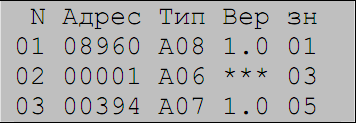 N Адрес Тип Вер зн
01 08960 A08 1.0 01
02 00001 A06 *** 03
03 00394 A07 1.0 05